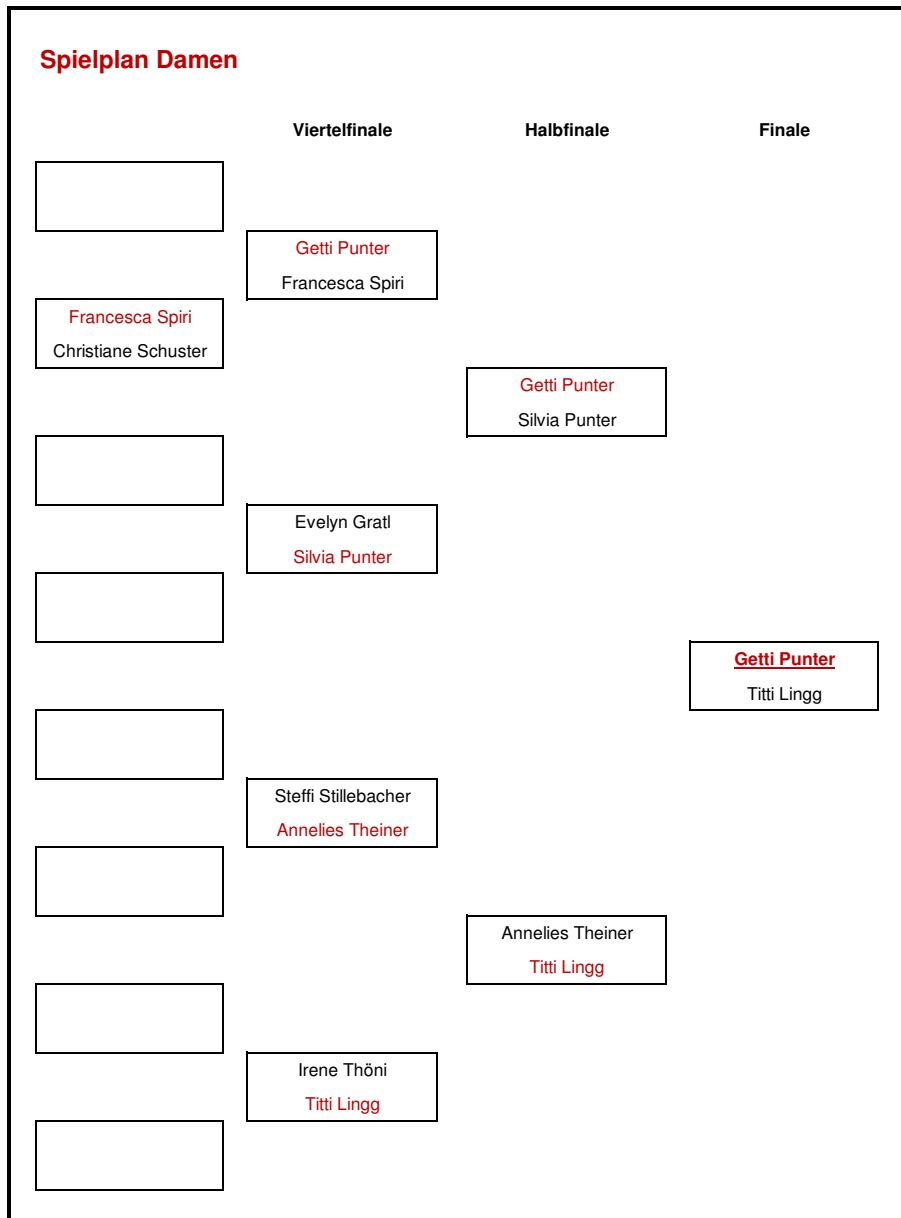 Spielplan Damen
Viertelfinale Halbfinale Finale
Getti Punter
Francesca Spiri
Francesca Spiri
Christiane Schuster
Getti Punter
Silvia Punter
Evelyn Gratl
Silvia Punter
Getti Punter
Titti Lingg
Steffi Stillebacher
Annelies Theiner
Annelies Theiner
Titti Lingg
Irene Thöni
Titti Lingg